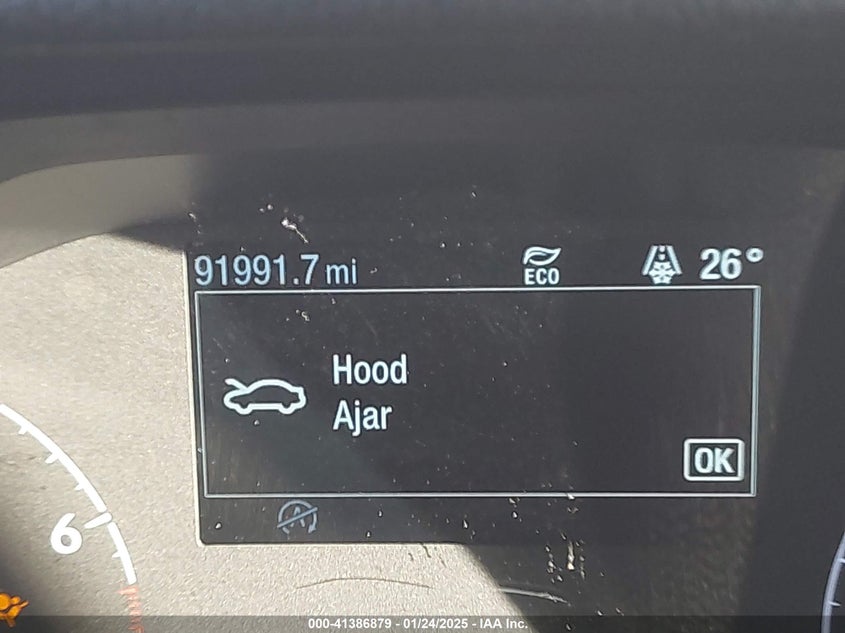 91991.7 mi ECO 26°
Hood
Ajar
OK
A
6
000-41386879 - 01/24/2025 - IAA Inc.